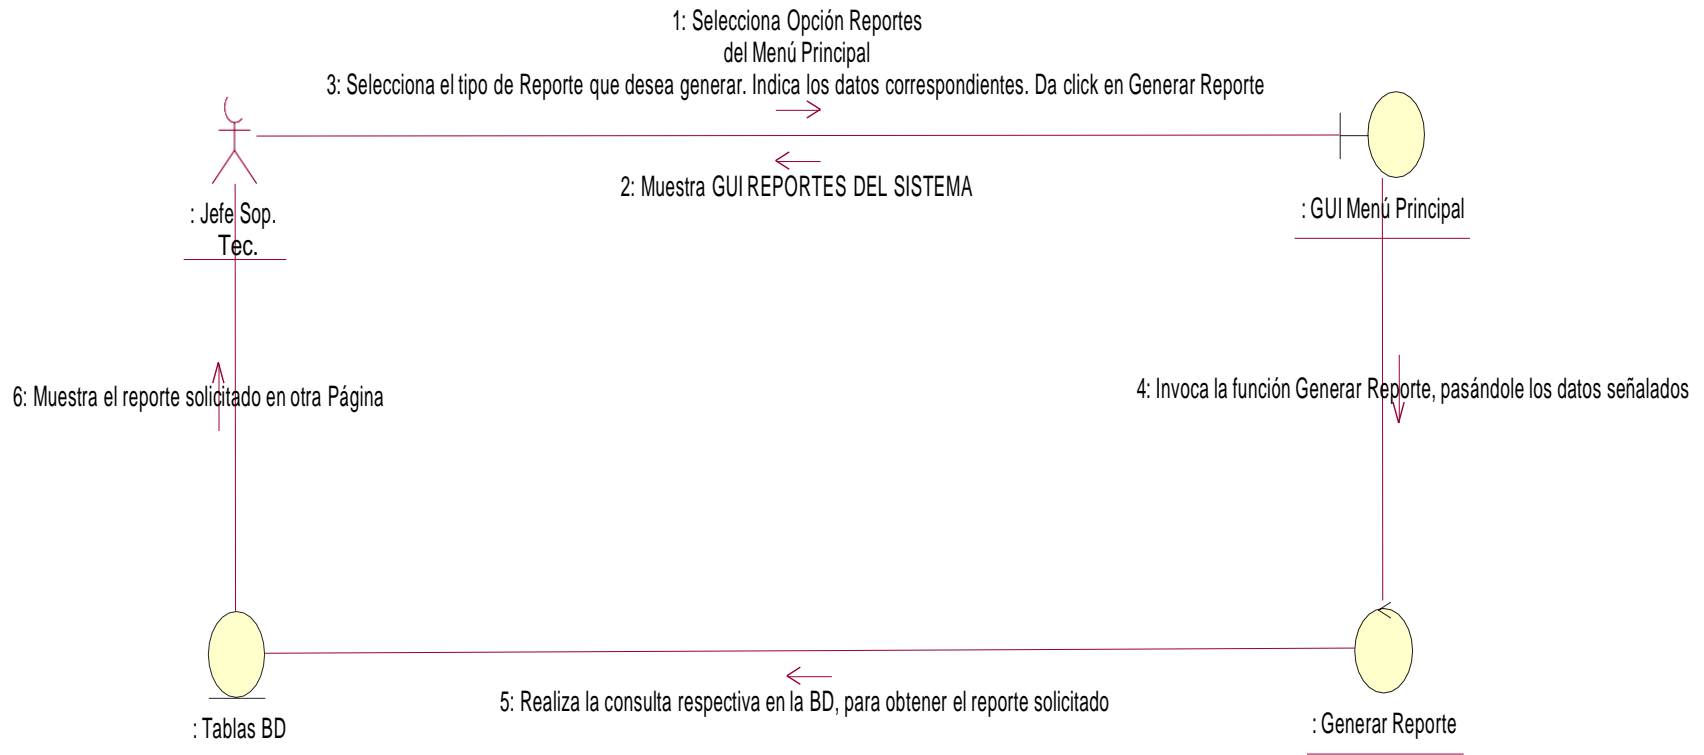 1: Selecciona Opción Reportes
del Menú Principal
3: Selecciona el tipo de Reporte que desea generar. Indica los datos correspondientes. Da click en Generar Reporte
2: Muestra GUI REPORTES DEL SISTEMA
: Jefe Sop.
Tec.
: GUI Menú Principal
6: Muestra el reporte solicitado en otra Página
4: Invoca la función Generar Reporte, pasándole los datos señalados
5: Realiza la consulta respectiva en la BD, para obtener el reporte solicitado
: Tablas BD
: Generar Reporte